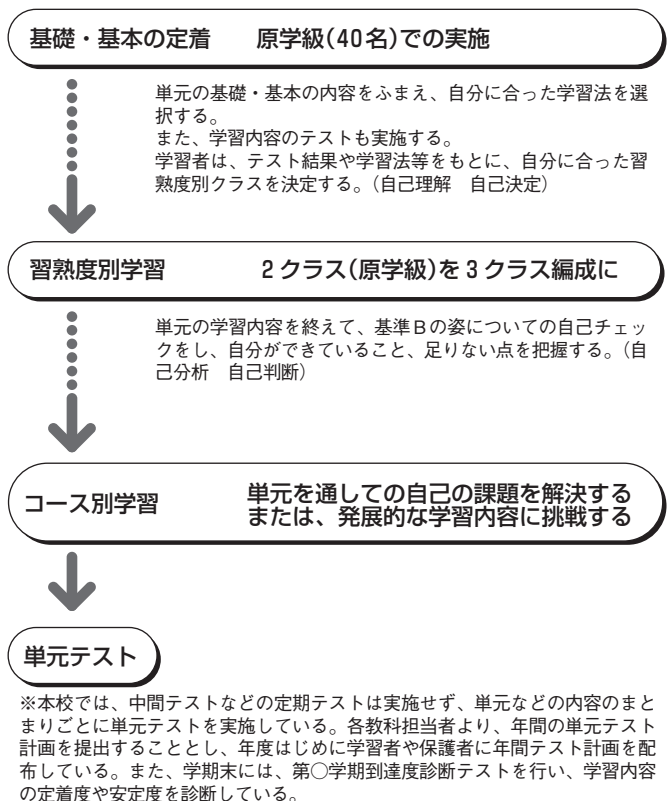 基礎・基本の定着　原学級(40名)での実施
単元の基礎・基本の内容をふまえ、自分に合った学習法を選
択する。
また、学習内容のテストも実施する。
学習者は、テスト結果や学習法等をもとに、自分に合った習
熟度別クラスを決定する。(自己理解　自己決定)
習熟度別学習　2クラス(原学級)を3クラス編成に
単元の学習内容を終えて、基準Bの姿についての自己チェッ
クをし、自分ができていること、足りない点を把握する。(自
己分析　自己判断)
コース別学習
単元を通しての自己の課題を解決する
または、発展的な学習内容に挑戦する
単元テスト
※本校では、中間テストなどの定期テストは実施せず、単元などの内容のまと
まりごとに単元テストを実施している。各教科担当者より、年間の単元テスト
計画を提出することとし、年度はじめに学習者や保護者に年間テスト計画を配
布している。また、学期末には、第○学期到達度診断テストを行い、学習内容
の定着度や安定度を診断している。